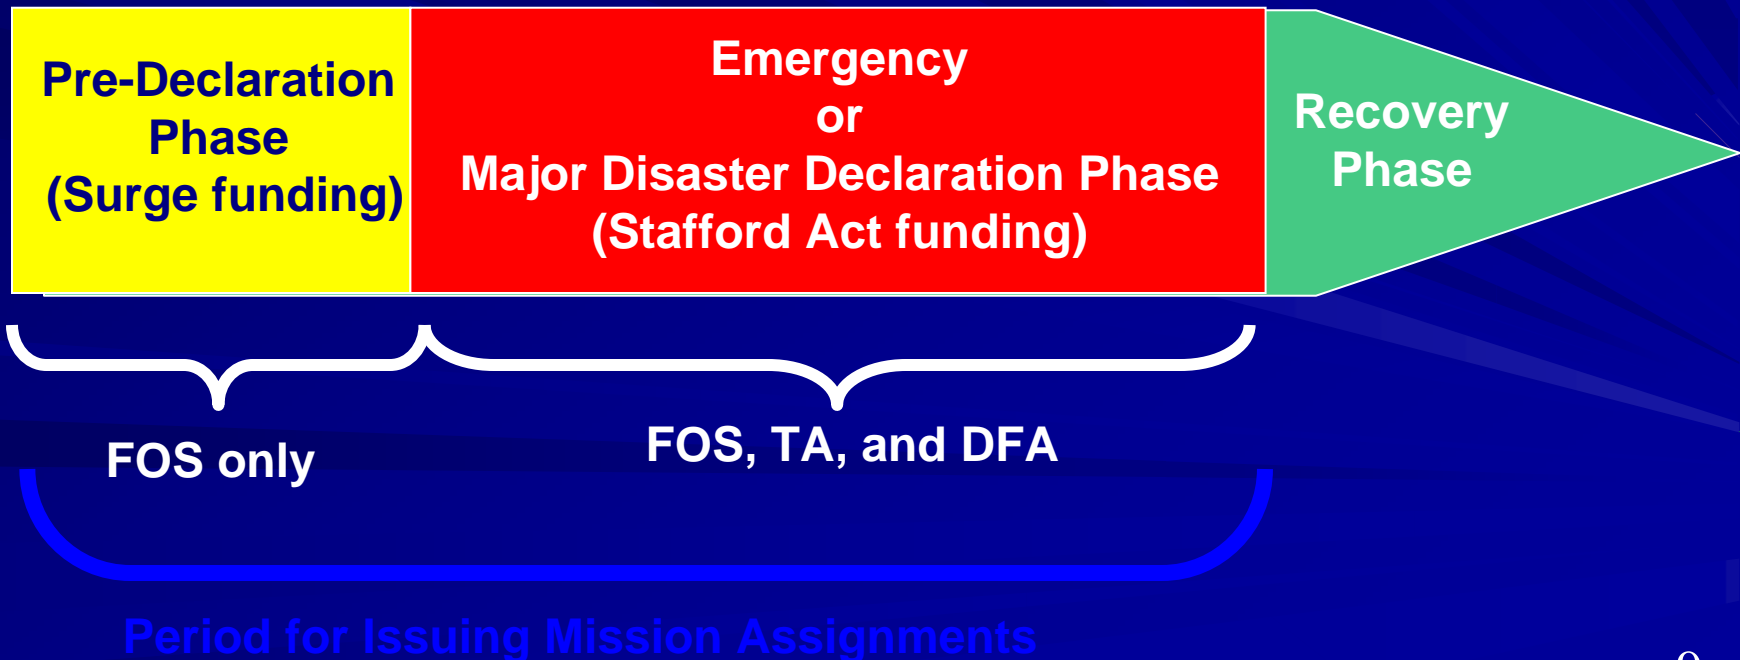 Pre-Declaration
Phase
(Surge funding)
Emergency
or
Major Disaster Declaration Phase
(Stafford Act funding)
Recovery
Phase
FOS only
FOS, TA, and DFA
Period for Issuing Mission Assignments